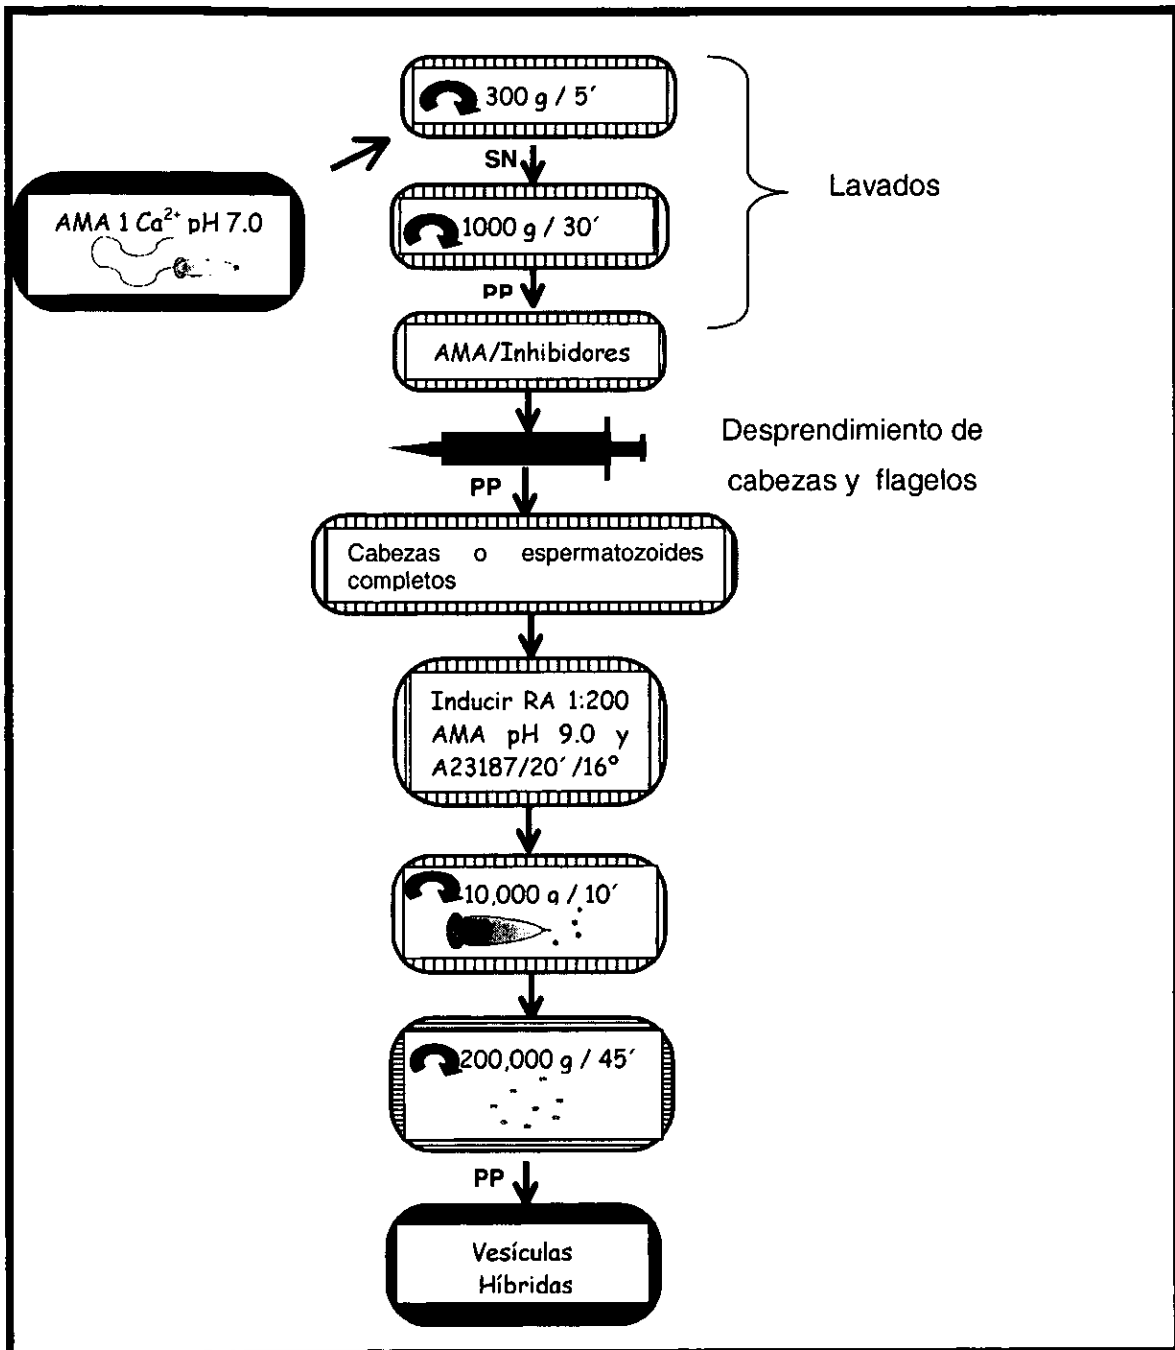 300 g / 5´
SN
AMA 1 Ca²⁺ pH 7.0
1000 g / 30´
Lavados
PP
AMA/Inhibidores
Desprendimiento de
cabezas y flagelos
PP
Cabezas o espermatozoides
completos
Inducir RA 1:200
AMA pH 9.0 y
A23187/20´/16°
10,000 g / 10´
200,000 g / 45´
PP
Vesículas
Híbridas